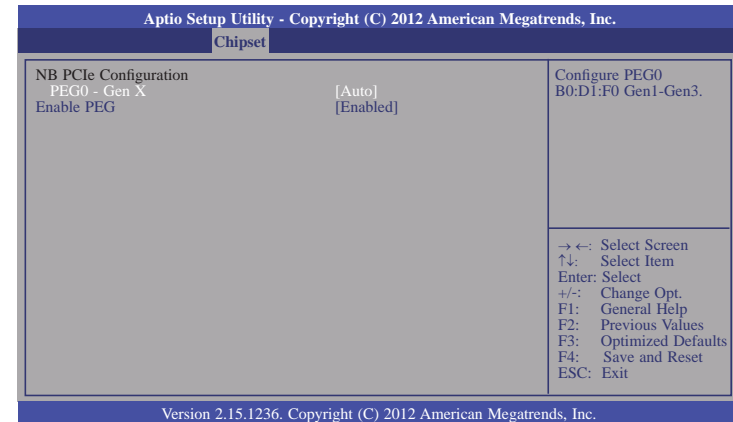 Aptio Setup Utility - Copyright (C) 2012 American Megatrends, Inc.
Chipset
NB PCIe Configuration
PEG0 - Gen X [Auto]
Enable PEG [Enabled]
Configure PEG0
B0:D1:F0 Gen1-Gen3.
→ ←: Select Screen
↑↓: Select Item
Enter: Select
+/-: Change Opt.
F1: General Help
F2: Previous Values
F3: Optimized Defaults
F4: Save and Reset
ESC: Exit
Version 2.15.1236. Copyright (C) 2012 American Megatrends, Inc.